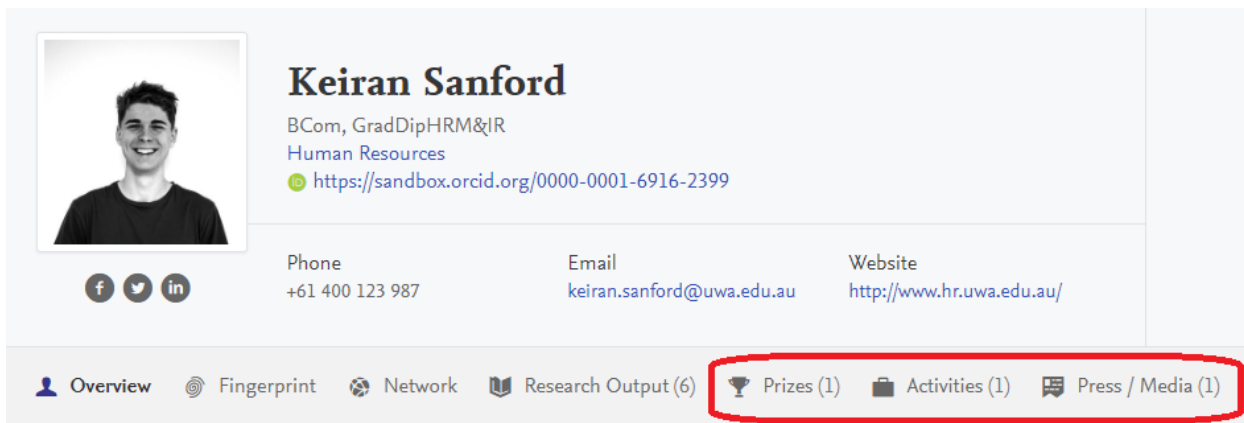 Keiran Sanford
BCom, GradDipHRM&IR
Human Resources
iD https://sandbox.orcid.org/0000-0001-6916-2399
Phone
+61 400 123 987
Email
keiran.sanford@uwa.edu.au
Website
http://www.hr.uwa.edu.au/
f in
Overview Fingerprint Network Research Output (6) Prizes (1) Activities (1) Press / Media (1)